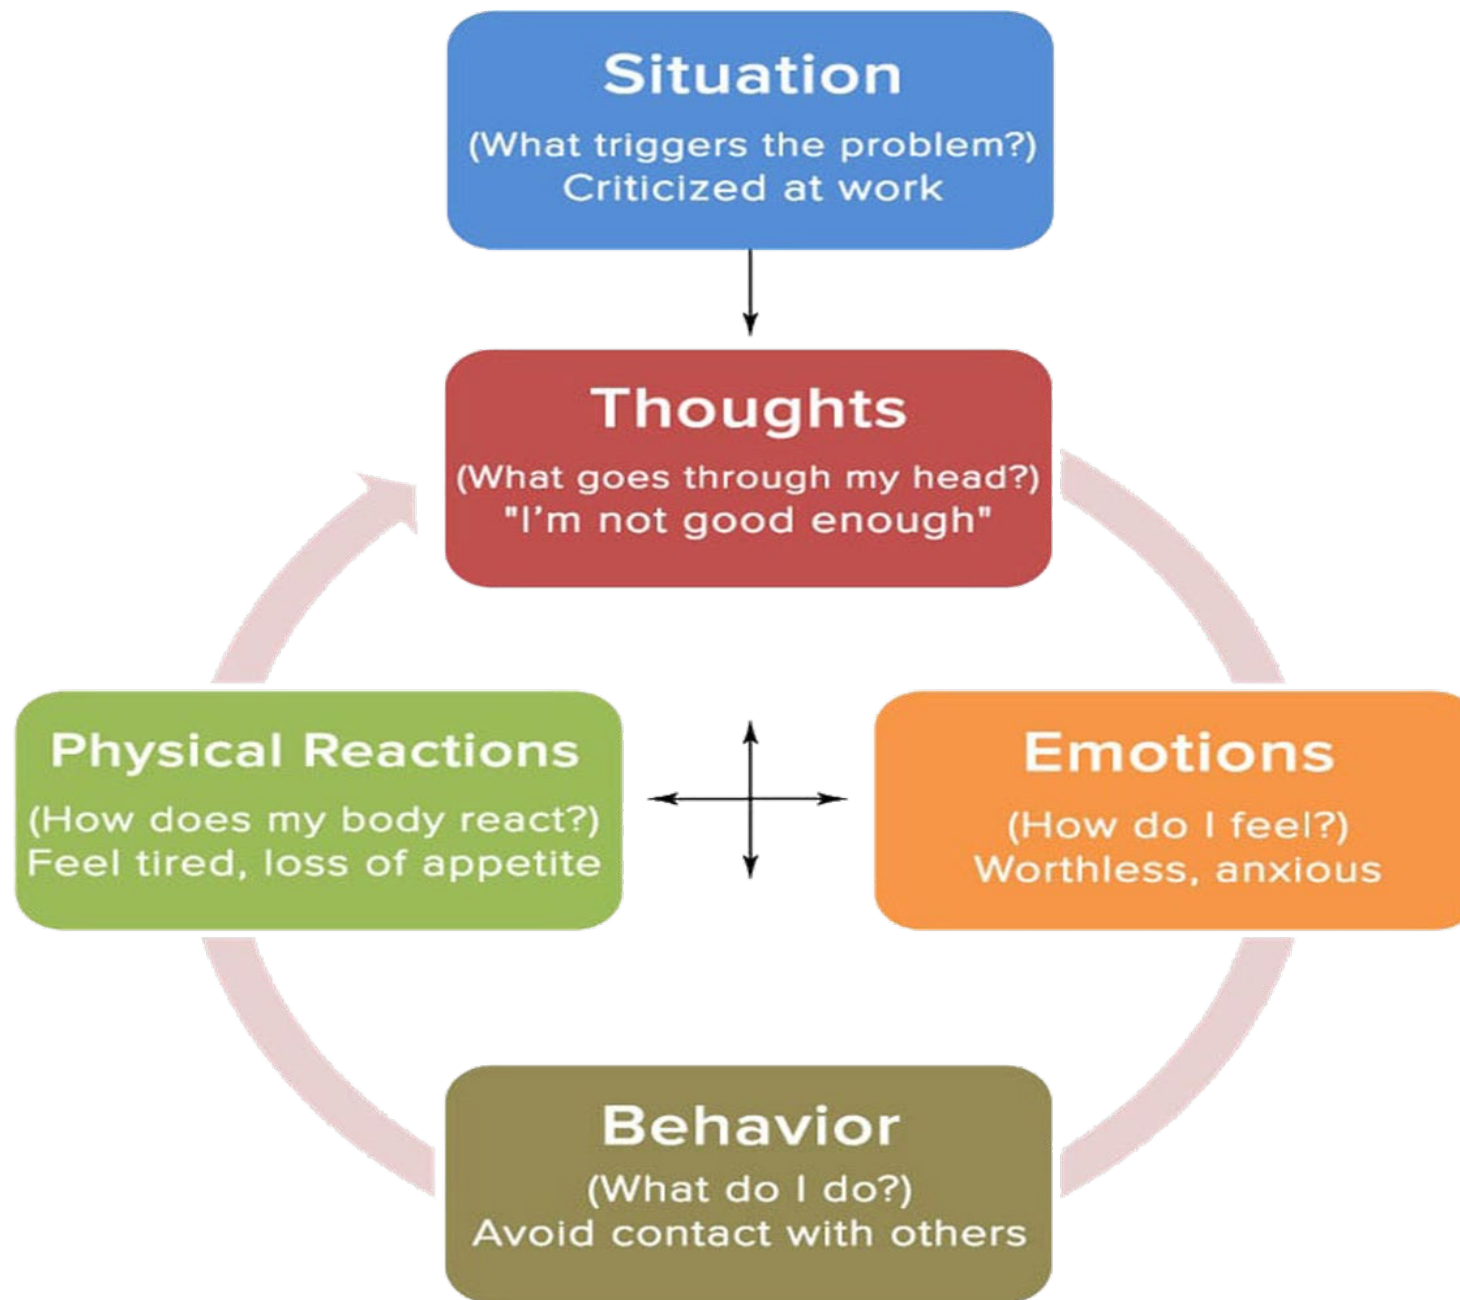 Situation
(What triggers the problem?)
Criticized at work
Thoughts
(What goes through my head?)
"I’m not good enough"
Physical Reactions
(How does my body react?)
Feel tired, loss of appetite
Emotions
(How do I feel?)
Worthless, anxious
Behavior
(What do I do?)
Avoid contact with others